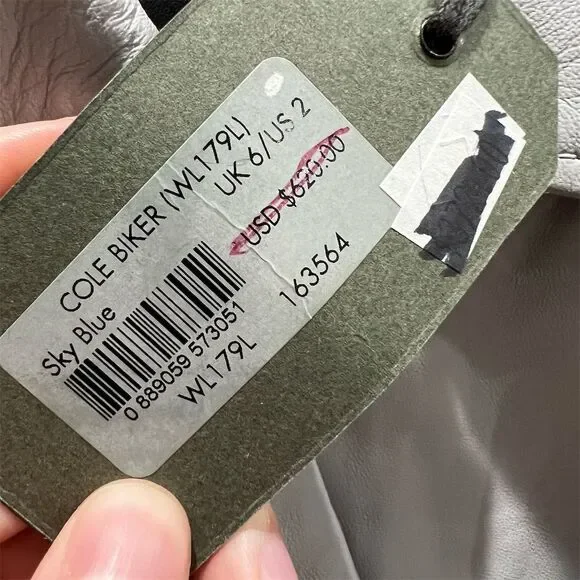 COLE BIKER (WL179L)
UK 6/US 2
Sky Blue
USD $620.00
0 889059 573051
163564
WL179L